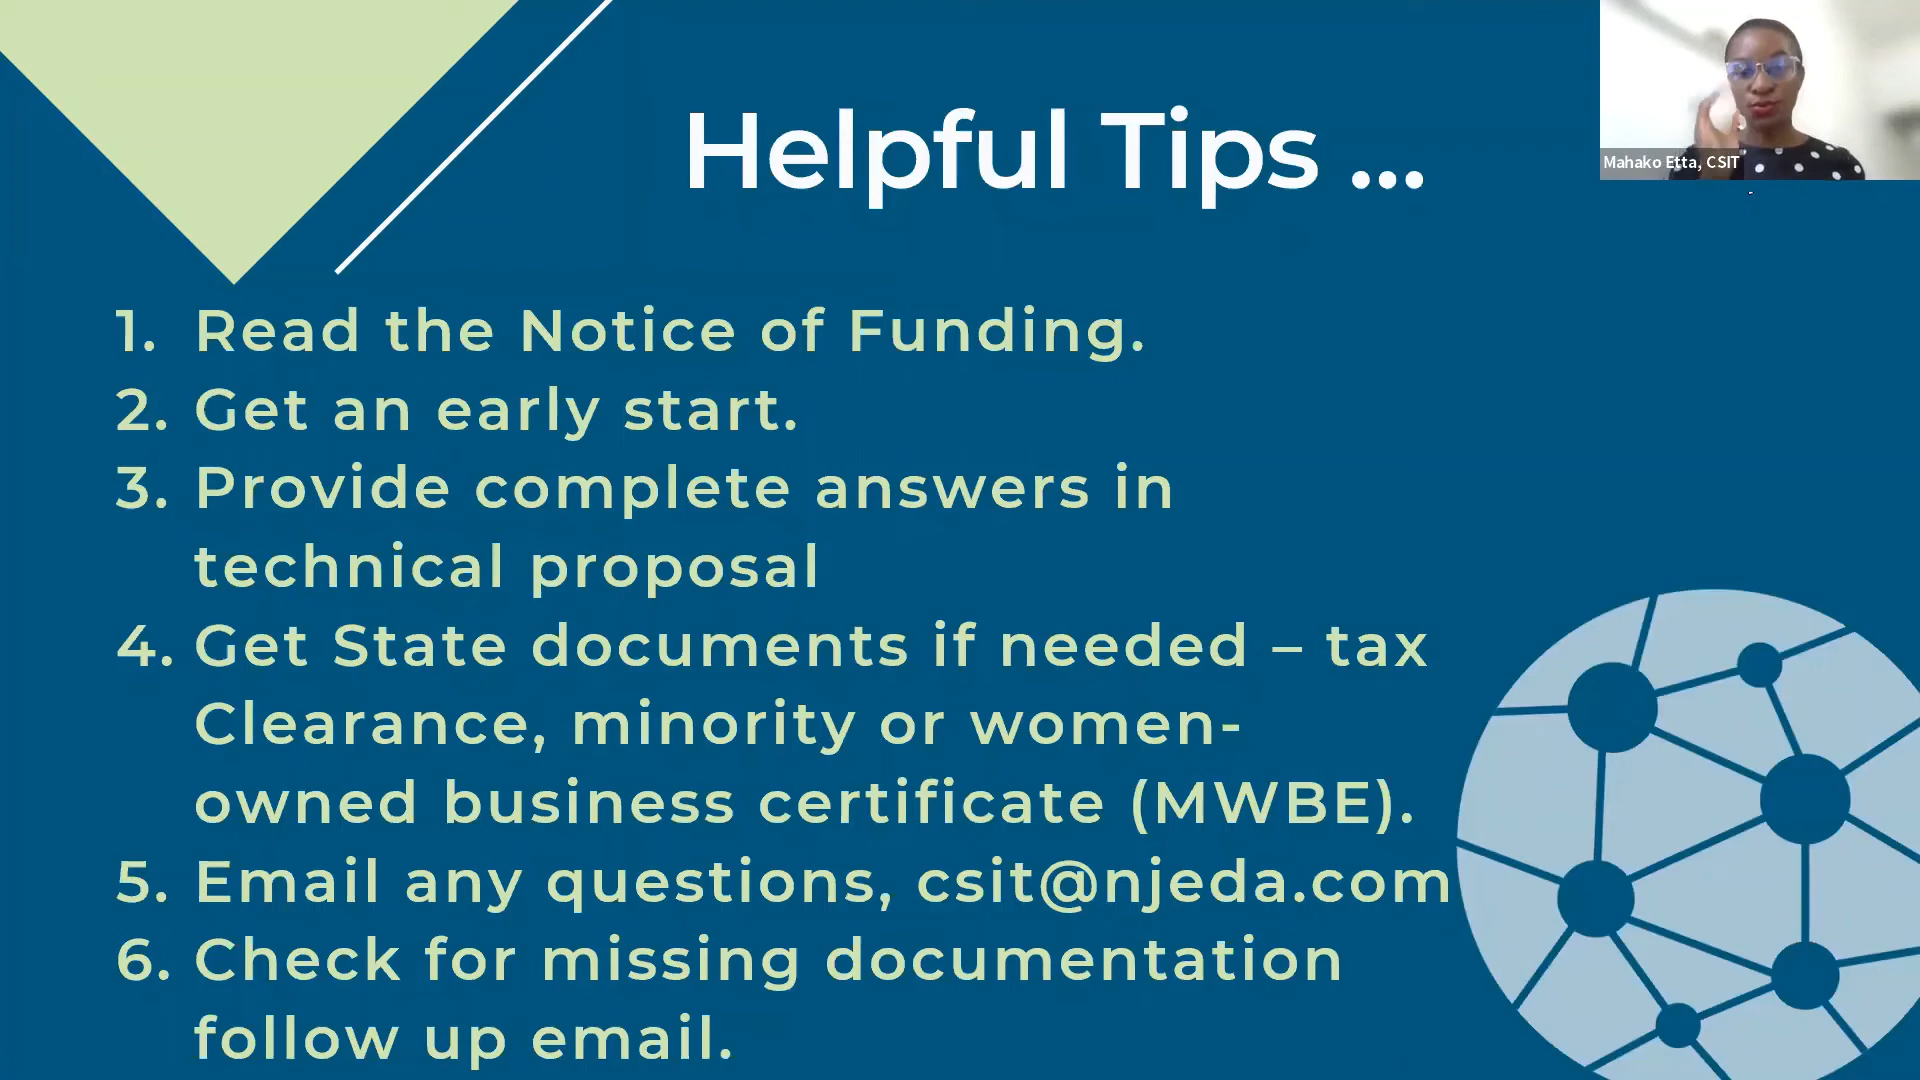 Helpful Tips ...
Mahako Etta, CSIT
1. Read the Notice of Funding.
2. Get an early start.
3. Provide complete answers in
technical proposal
4. Get State documents if needed – tax
Clearance, minority or women-
owned business certificate (MWBE).
5. Email any questions, csit@njeda.com
6. Check for missing documentation
follow up email.